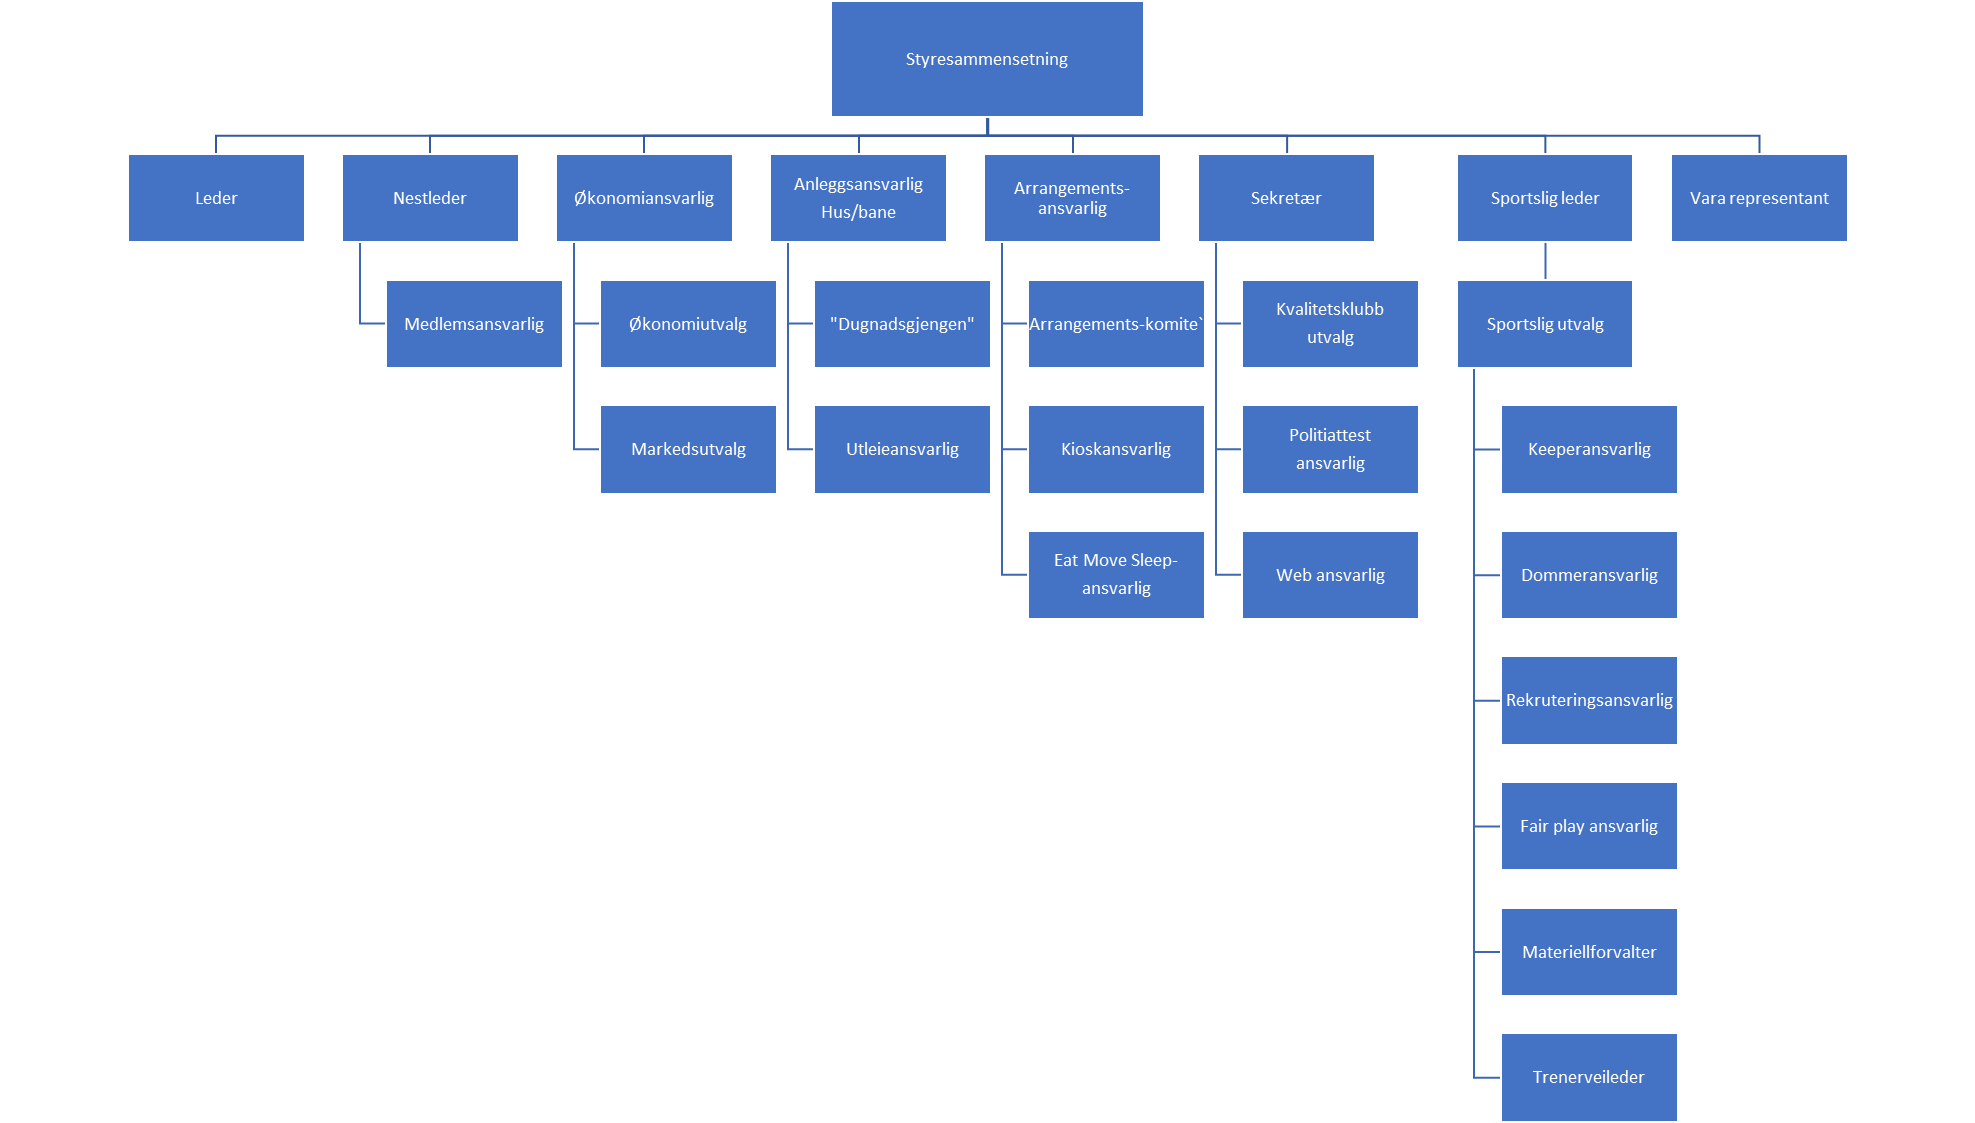 Styresammensetning
Leder
Nestleder
Økonomiansvarlig
Anleggsansvarlig
Hus/bane
Arrangements-
ansvarlig
Sekretær
Sportslig leder
Vara representant
Medlemsansvarlig
Økonomiutvalg
"Dugnadsgjengen"
Arrangements-komite`
Kvalitetsklubb
utvalg
Sportslig utvalg
Markedsutvalg
Utleieansvarlig
Kioskansvarlig
Politiattest
ansvarlig
Keeperansvarlig
Eat Move Sleep-
ansvarlig
Web ansvarlig
Dommeransvarlig
Rekruteringsansvarlig
Fair play ansvarlig
Materiellforvalter
Trenerveileder